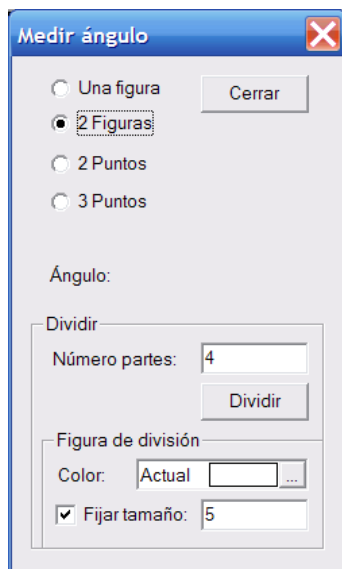 Medir ángulo
Una figura
Cerrar
2 Figuras
2 Puntos
3 Puntos
Ángulo:
Dividir
Número partes: 4
Dividir
Figura de división
Color: Actual ...
Fijar tamaño: 5